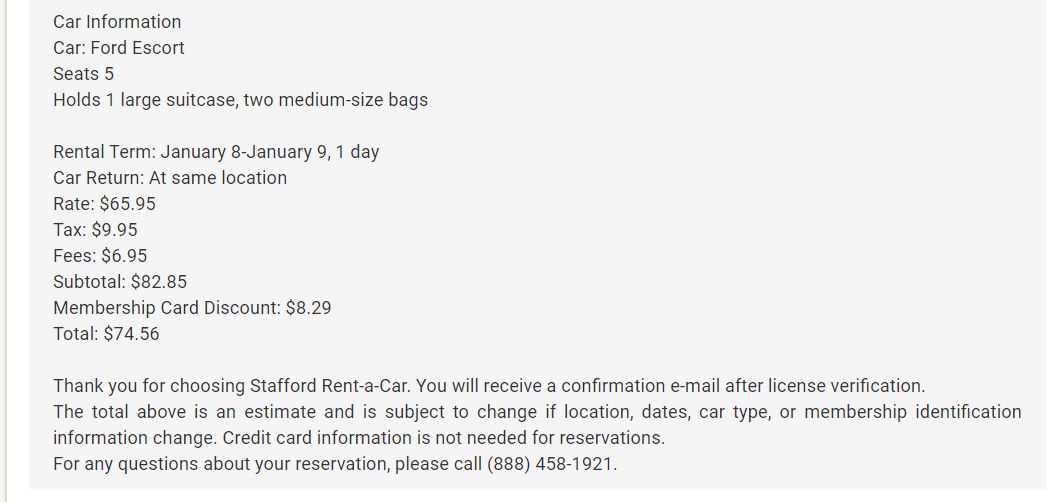 Car Information
Car: Ford Escort
Seats 5
Holds 1 large suitcase, two medium-size bags
Rental Term: January 8-January 9, 1 day
Car Return: At same location
Rate: $65.95
Tax: $9.95
Fees: $6.95
Subtotal: $82.85
Membership Card Discount: $8.29
Total: $74.56
Thank you for choosing Stafford Rent-a-Car. You will receive a confirmation e-mail after license verification.
The total above is an estimate and is subject to change if location, dates, car type, or membership identification
information change. Credit card information is not needed for reservations.
For any questions about your reservation, please call (888) 458-1921.